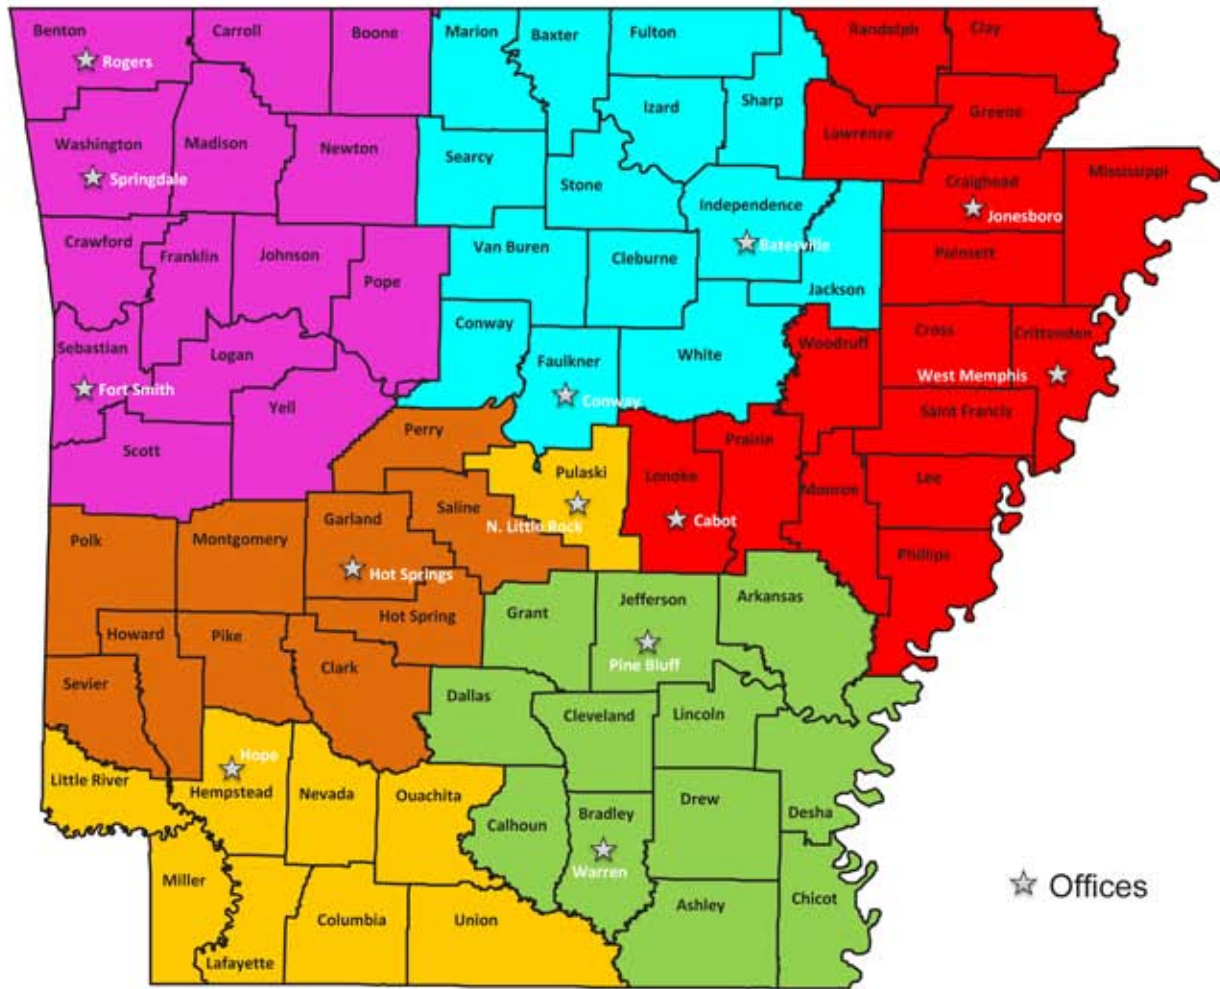 Benton
Carroll
Boone
Marion
Baxter
Fulton
Randolph
Clay
Rogers
Izard
Sharp
Greene
Lawrence
Washington
Madison
Newton
Searcy
Stone
Springdale
Craighead
Mississippi
Independence
Jonesboro
Crawford
Franklin
Johnson
Van Buren
Cleburne
Batesville
Poinsett
Pope
Jackson
Conway
Sebastian
Logan
Faulkner
White
Woodruff
Cross
Crittenden
West Memphis
Fort Smith
Conway
Yell
Saint Francis
Scott
Perry
Prairie
Pulaski
Lonoke
Monroe
Lee
Garland
Saline
N. Little Rock
Cabot
Polk
Montgomery
Phillips
Hot Springs
Grant
Jefferson
Arkansas
Hot Spring
Howard
Pike
Clark
Pine Bluff
Sevier
Dallas
Cleveland
Lincoln
Hope
Little River
Hempstead
Nevada
Ouachita
Drew
Calhoun
Bradley
Desha
Warren
Miller
Offices
Columbia
Union
Ashley
Chicot
Lafayette